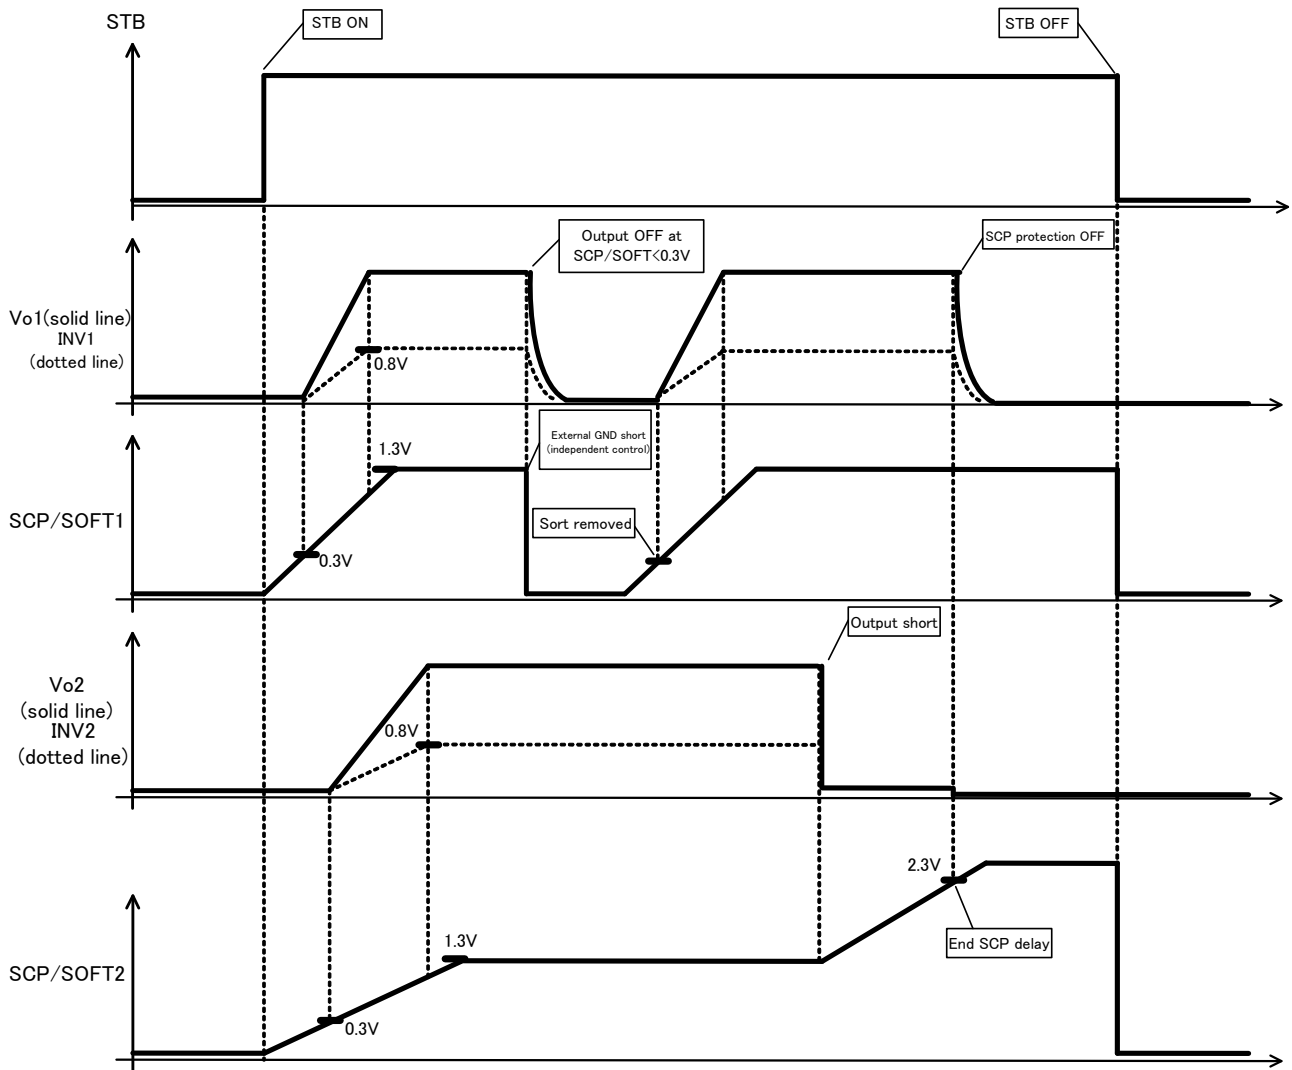 STB
STB ON
STB OFF
Output OFF at
SCP/SOFT<0.3V
SCP protection OFF
Vo1(solid line)
INV1
(dotted line)
0.8V
External GND short
(independent control)
1.3V
SCP/SOFT1
Sort removed
0.3V
Output short
Vo2
(solid line)
INV2
(dotted line)
0.8V
2.3V
End SCP delay
1.3V
SCP/SOFT2
0.3V